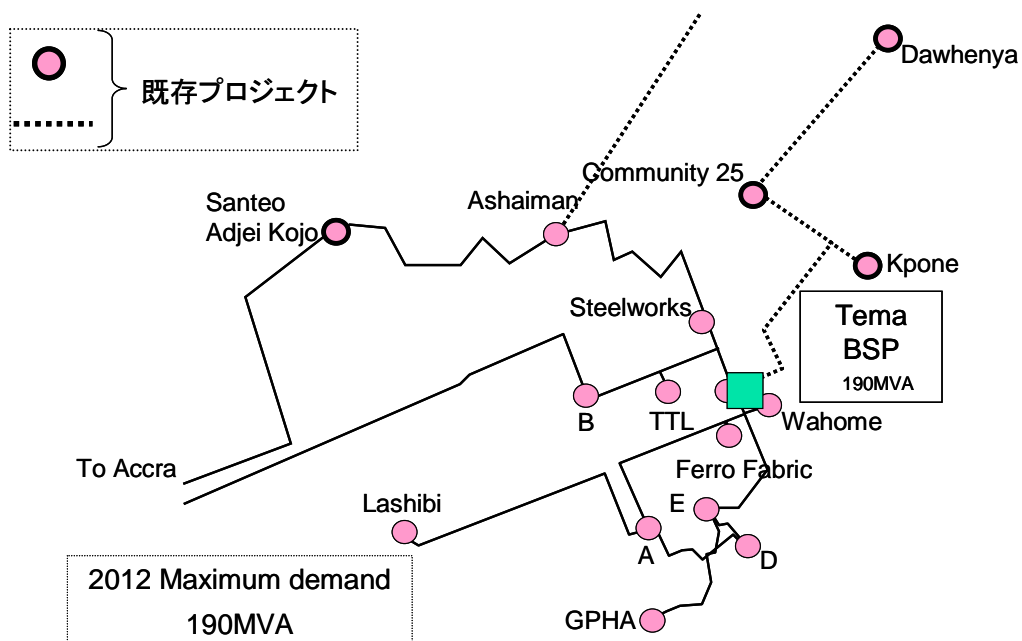 既存プロジェクト
Dawhenya
Community 25
Santeo
Adjei Kojo
Ashaiman
Kpone
Steelworks
Tema
BSP
190MVA
B
TTL
Wahome
Ferro Fabric
To Accra
Lashibi
E
A
D
2012 Maximum demand
190MVA
GPHA